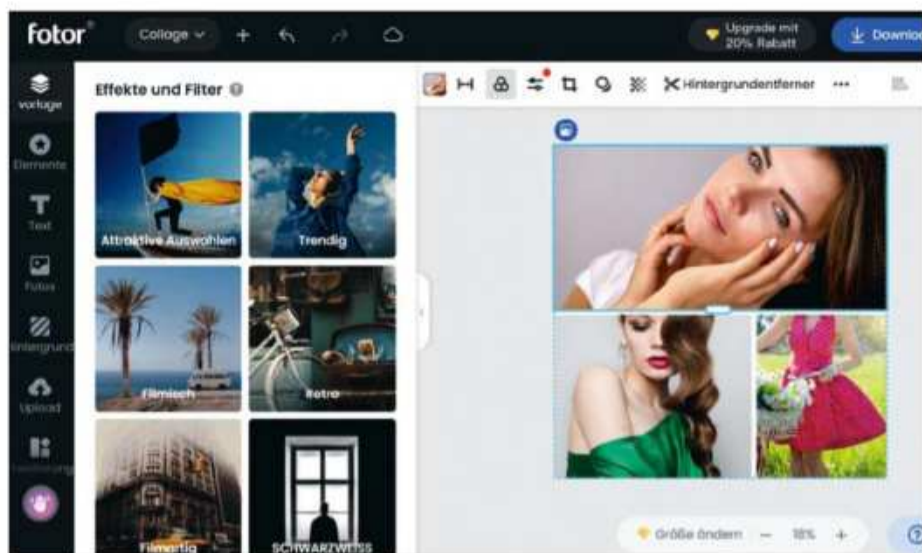 fotor
Collage
Upgrade mit
20% Rabatt
Downloa
Effekte und Filter
Hintergrundentferner
vorlage
Elemente
Text
Fotos
Hintergrund
Upload
Attraktive Auswahlen
Trendig
Filmisch
Retro
Filmartig
SCHWARZWEISS
Größe ändern
18%